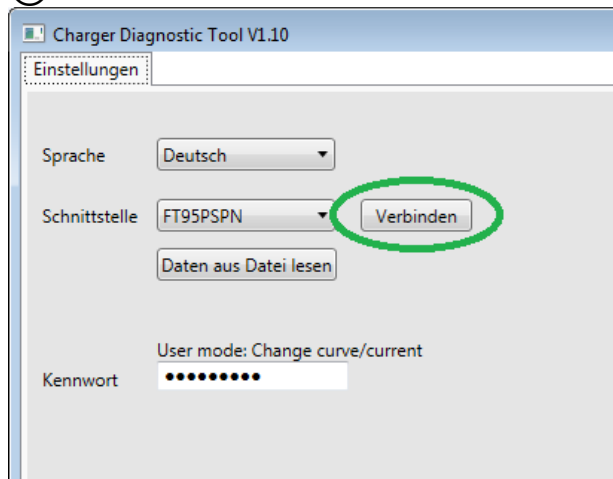 Charger Diagnostic Tool V1.10
Einstellungen
Sprache Deutsch
Schnittstelle FT95PSPN Verbinden
Daten aus Datei lesen
User mode: Change curve/current
Kennwort •••••••••